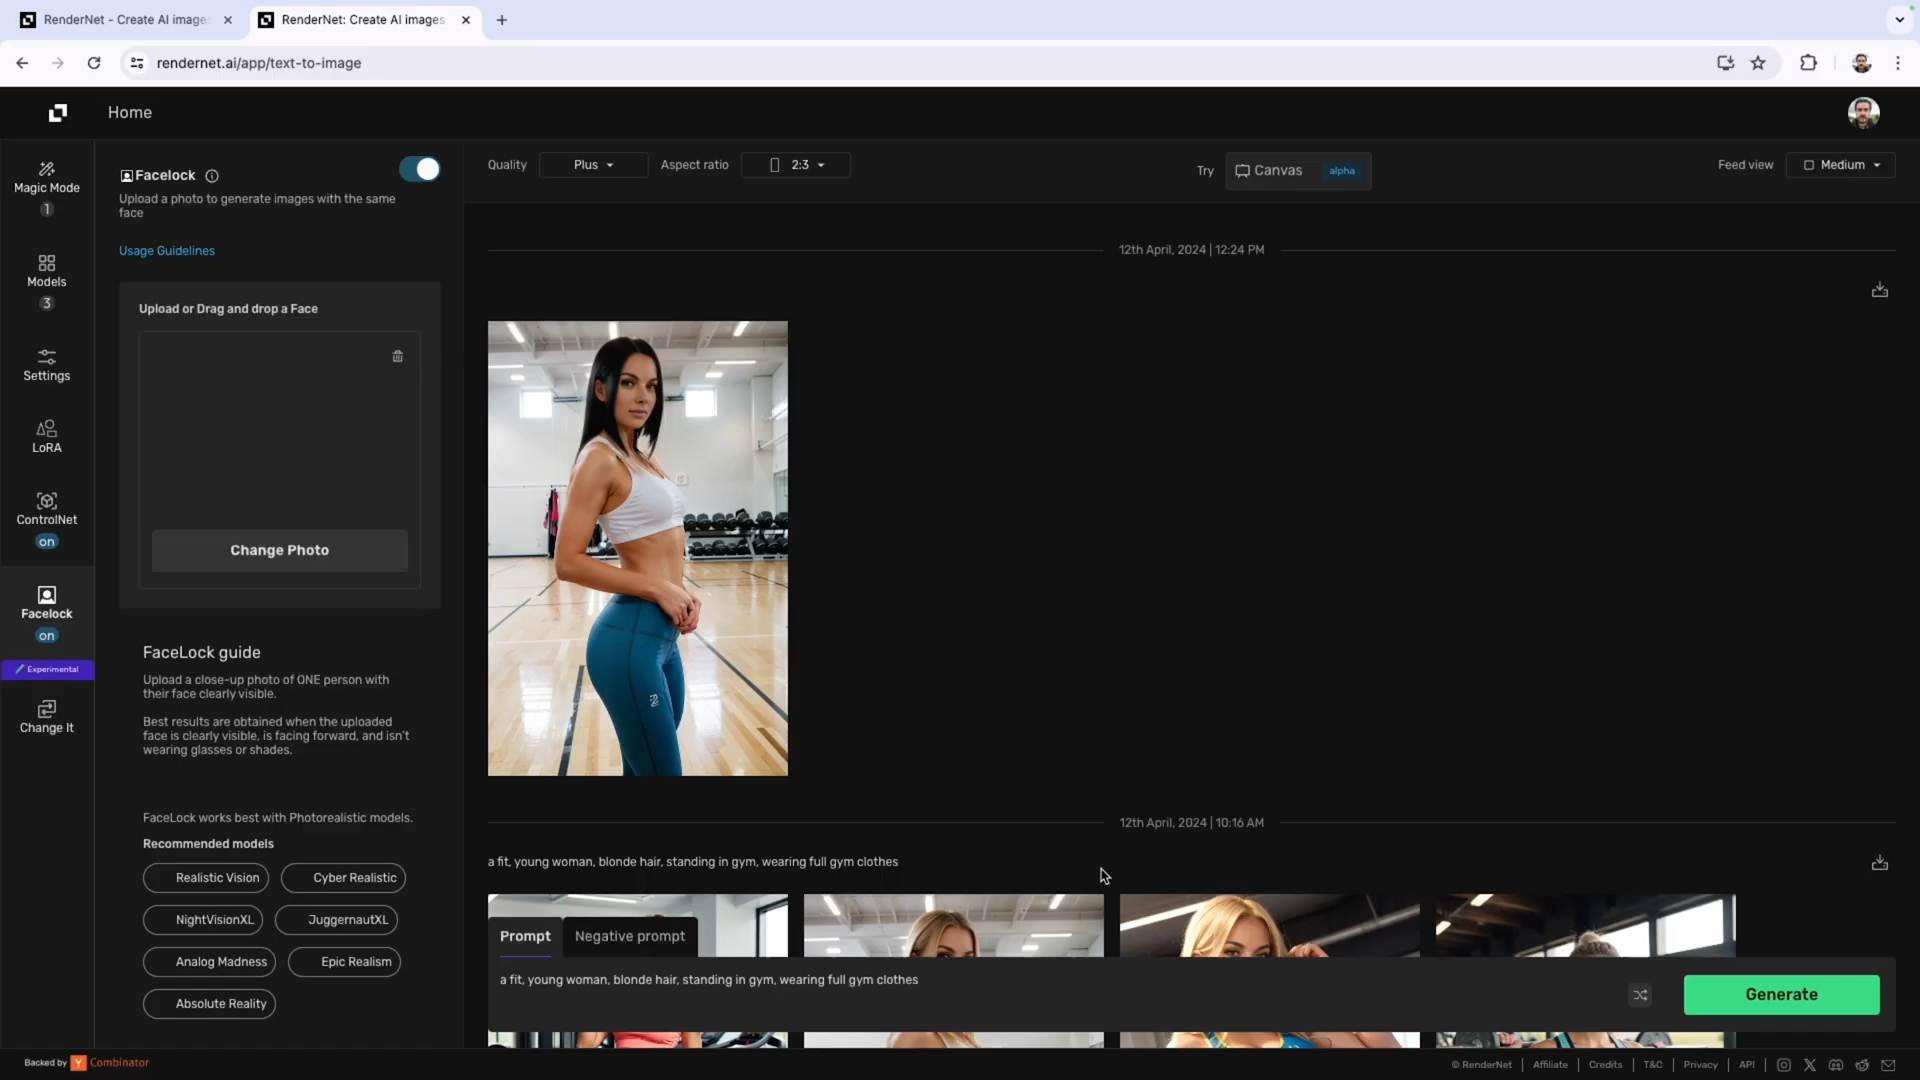 RenderNet - Create AI image
RenderNet: Create AI images
rendernet.ai/app/text-to-image
Home
Magic Mode
1
Models
3
Settings
LoRA
ControlNet
on
Facelock
on
Experimental
Change It
Facelock
Upload a photo to generate images with the same
face
Usage Guidelines
Upload or Drag and drop a Face
Change Photo
FaceLock guide
Upload a close-up photo of ONE person with
their face clearly visible.
Best results are obtained when the uploaded
face is clearly visible, is facing forward, and isn't
wearing glasses or shades.
FaceLock works best with Photorealistic models.
Recommended models
Realistic Vision
Cyber Realistic
NightVisionXL
JuggernautXL
Analog Madness
Epic Realism
Absolute Reality
Quality
Plus
Aspect ratio
2:3
Try
Canvas
alpha
Feed view
Medium
12th April, 2024 | 12:24 PM
12th April, 2024 | 10:16 AM
a fit, young woman, blonde hair, standing in gym, wearing full gym clothes
Prompt
Negative prompt
a fit, young woman, blonde hair, standing in gym, wearing full gym clothes
Generate
Backed by
Y Combinator
© RenderNet
Affiliate
Credits
T&C
Privacy
API